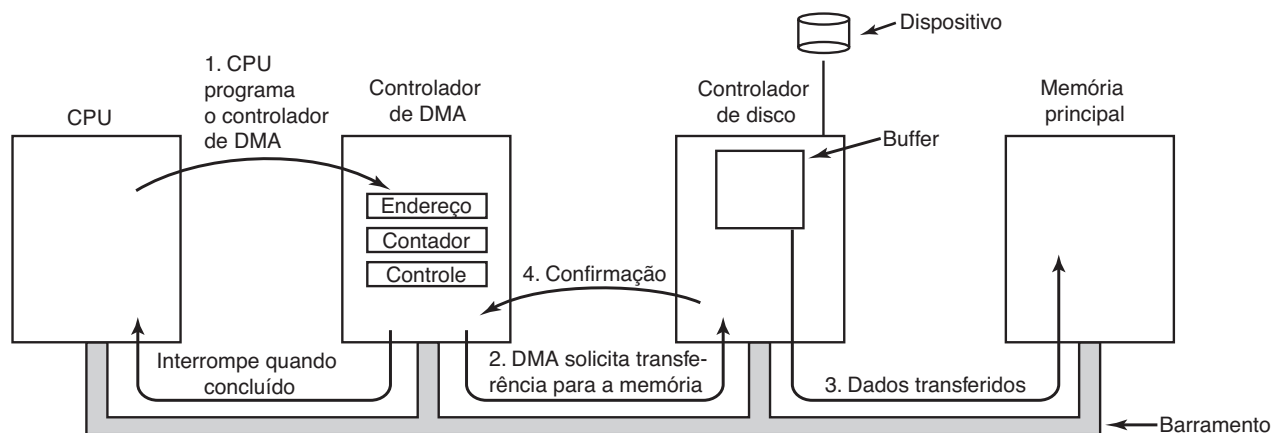 Dispositivo
1. CPU
programa
o controlador
de DMA
CPU
Controlador
de DMA
Controlador
de disco
Memória
principal
Buffer
Endereço
Contador
Controle
4. Confirmação
Interrompe quando
concluído
2. DMA solicita transfe-
rência para a memória
3. Dados transferidos
Barramento